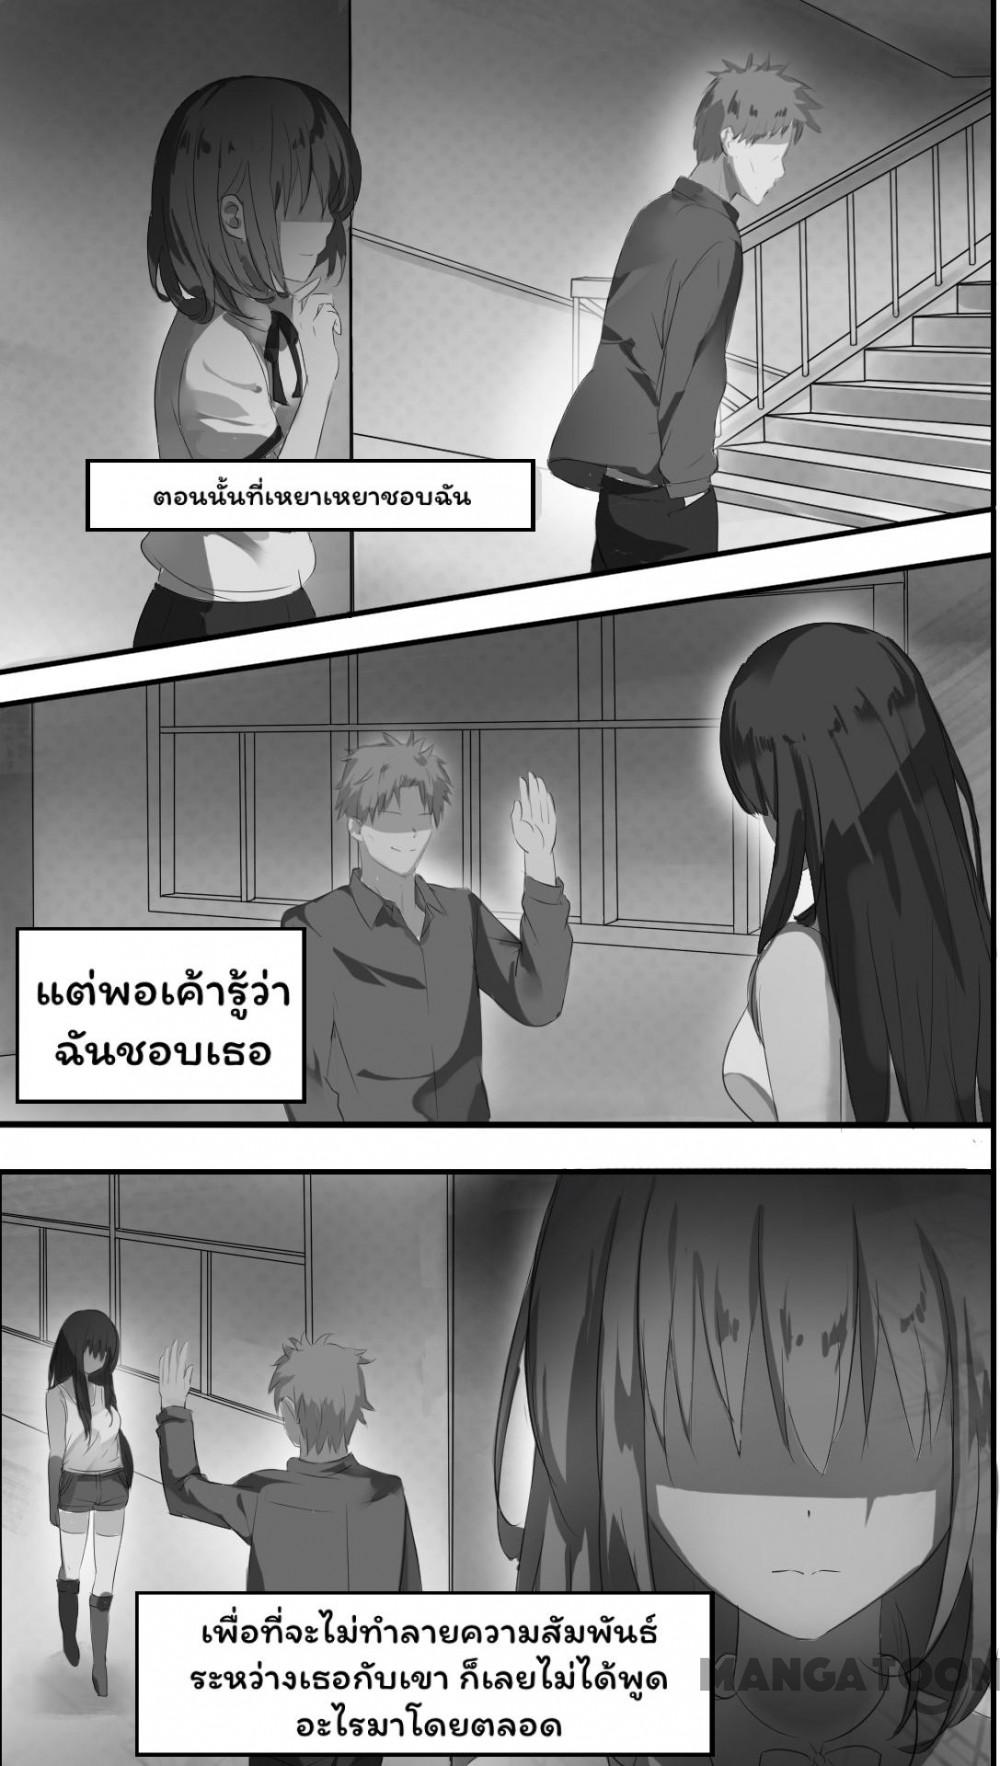 ตอนนั้นที่เหยาเหยาชอบฉัน
แต่พอเค้ารู้ว่า
ฉันชอบเธอ
เพื่อที่จะไม่ทำลายความสัมพันธ์
ระหว่างเธอกับเขา ก็เลยไม่ได้พูด
อะไรมาโดยตลอด
MANGATOON